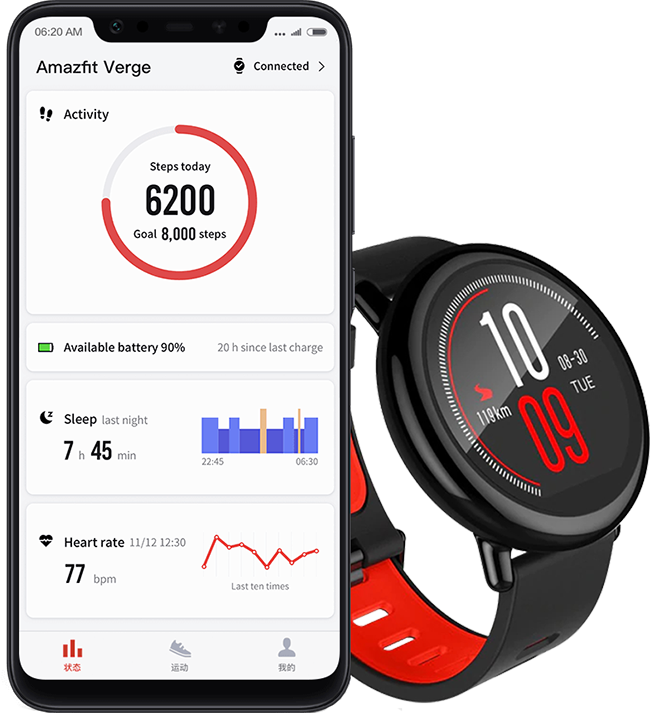 06:20 AM
Amazfit Verge
Connected
Activity
Steps today
6200
Goal 8,000 steps
Available battery 90%
20 h since last charge
Sleep last night
7 h 45 min
22:45
06:30
Heart rate 11/12 12:30
77 bpm
Last ten times
状态
运动
我的
10
08-30
TUE
119km
09